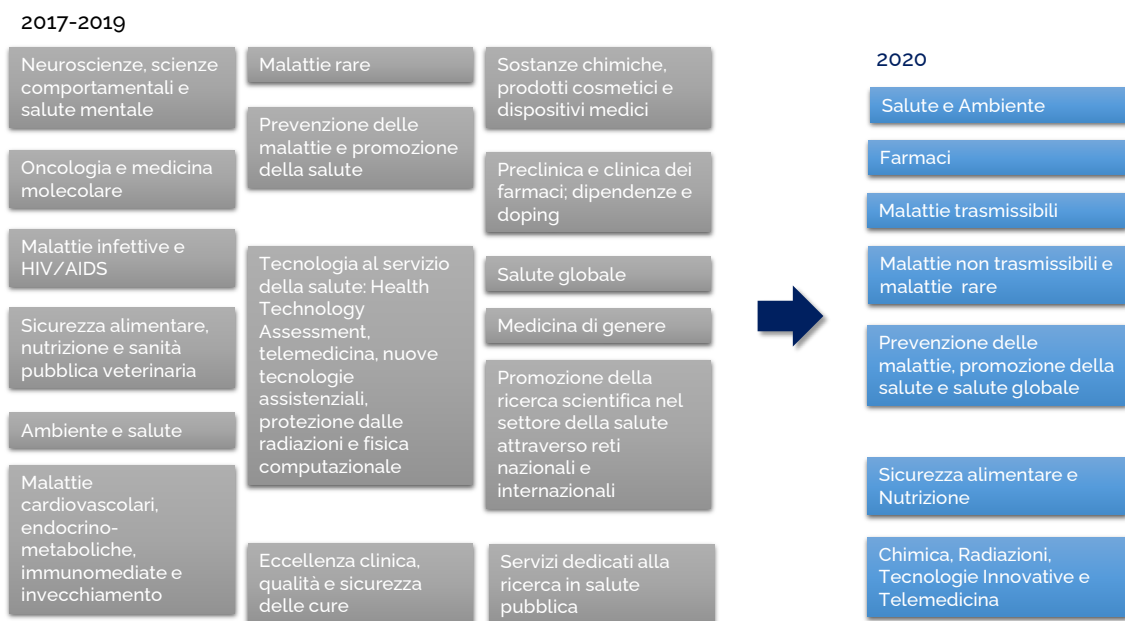 2017-2019
Neuroscienze, scienze
comportamentali e
salute mentale
Oncologia e medicina
molecolare
Malattie infettive e
HIV/AIDS
Sicurezza alimentare,
nutrizione e sanità
pubblica veterinaria
Ambiente e salute
Malattie
cardiovascolari,
endocrino-
metaboliche,
immunomediate e
invecchiamento
Malattie rare
Prevenzione delle
malattie e promozione
della salute
Tecnologia al servizio
della salute: Health
Technology
Assessment,
telemedicina, nuove
tecnologie
assistenziali,
protezione dalle
radiazioni e fisica
computazionale
Eccellenza clinica,
qualità e sicurezza
delle cure
Sostanze chimiche,
prodotti cosmetici e
dispositivi medici
Preclinica e clinica dei
farmaci; dipendenze e
doping
Salute globale
Medicina di genere
Promozione della
ricerca scientifica nel
settore della salute
attraverso reti
nazionali e
internazionali
Servizi dedicati alla
ricerca in salute
pubblica
2020
Salute e Ambiente
Farmaci
Malattie trasmissibili
Malattie non trasmissibili e
malattie rare
Prevenzione delle
malattie, promozione della
salute e salute globale
Sicurezza alimentare e
Nutrizione
Chimica, Radiazioni,
Tecnologie Innovative e
Telemedicina